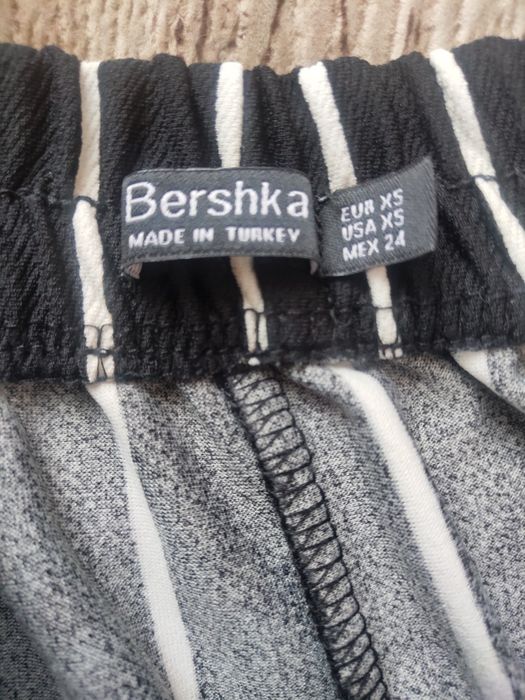 Bershka
MADE IN TURKEY
EUR XS
USA XS
MEX 24